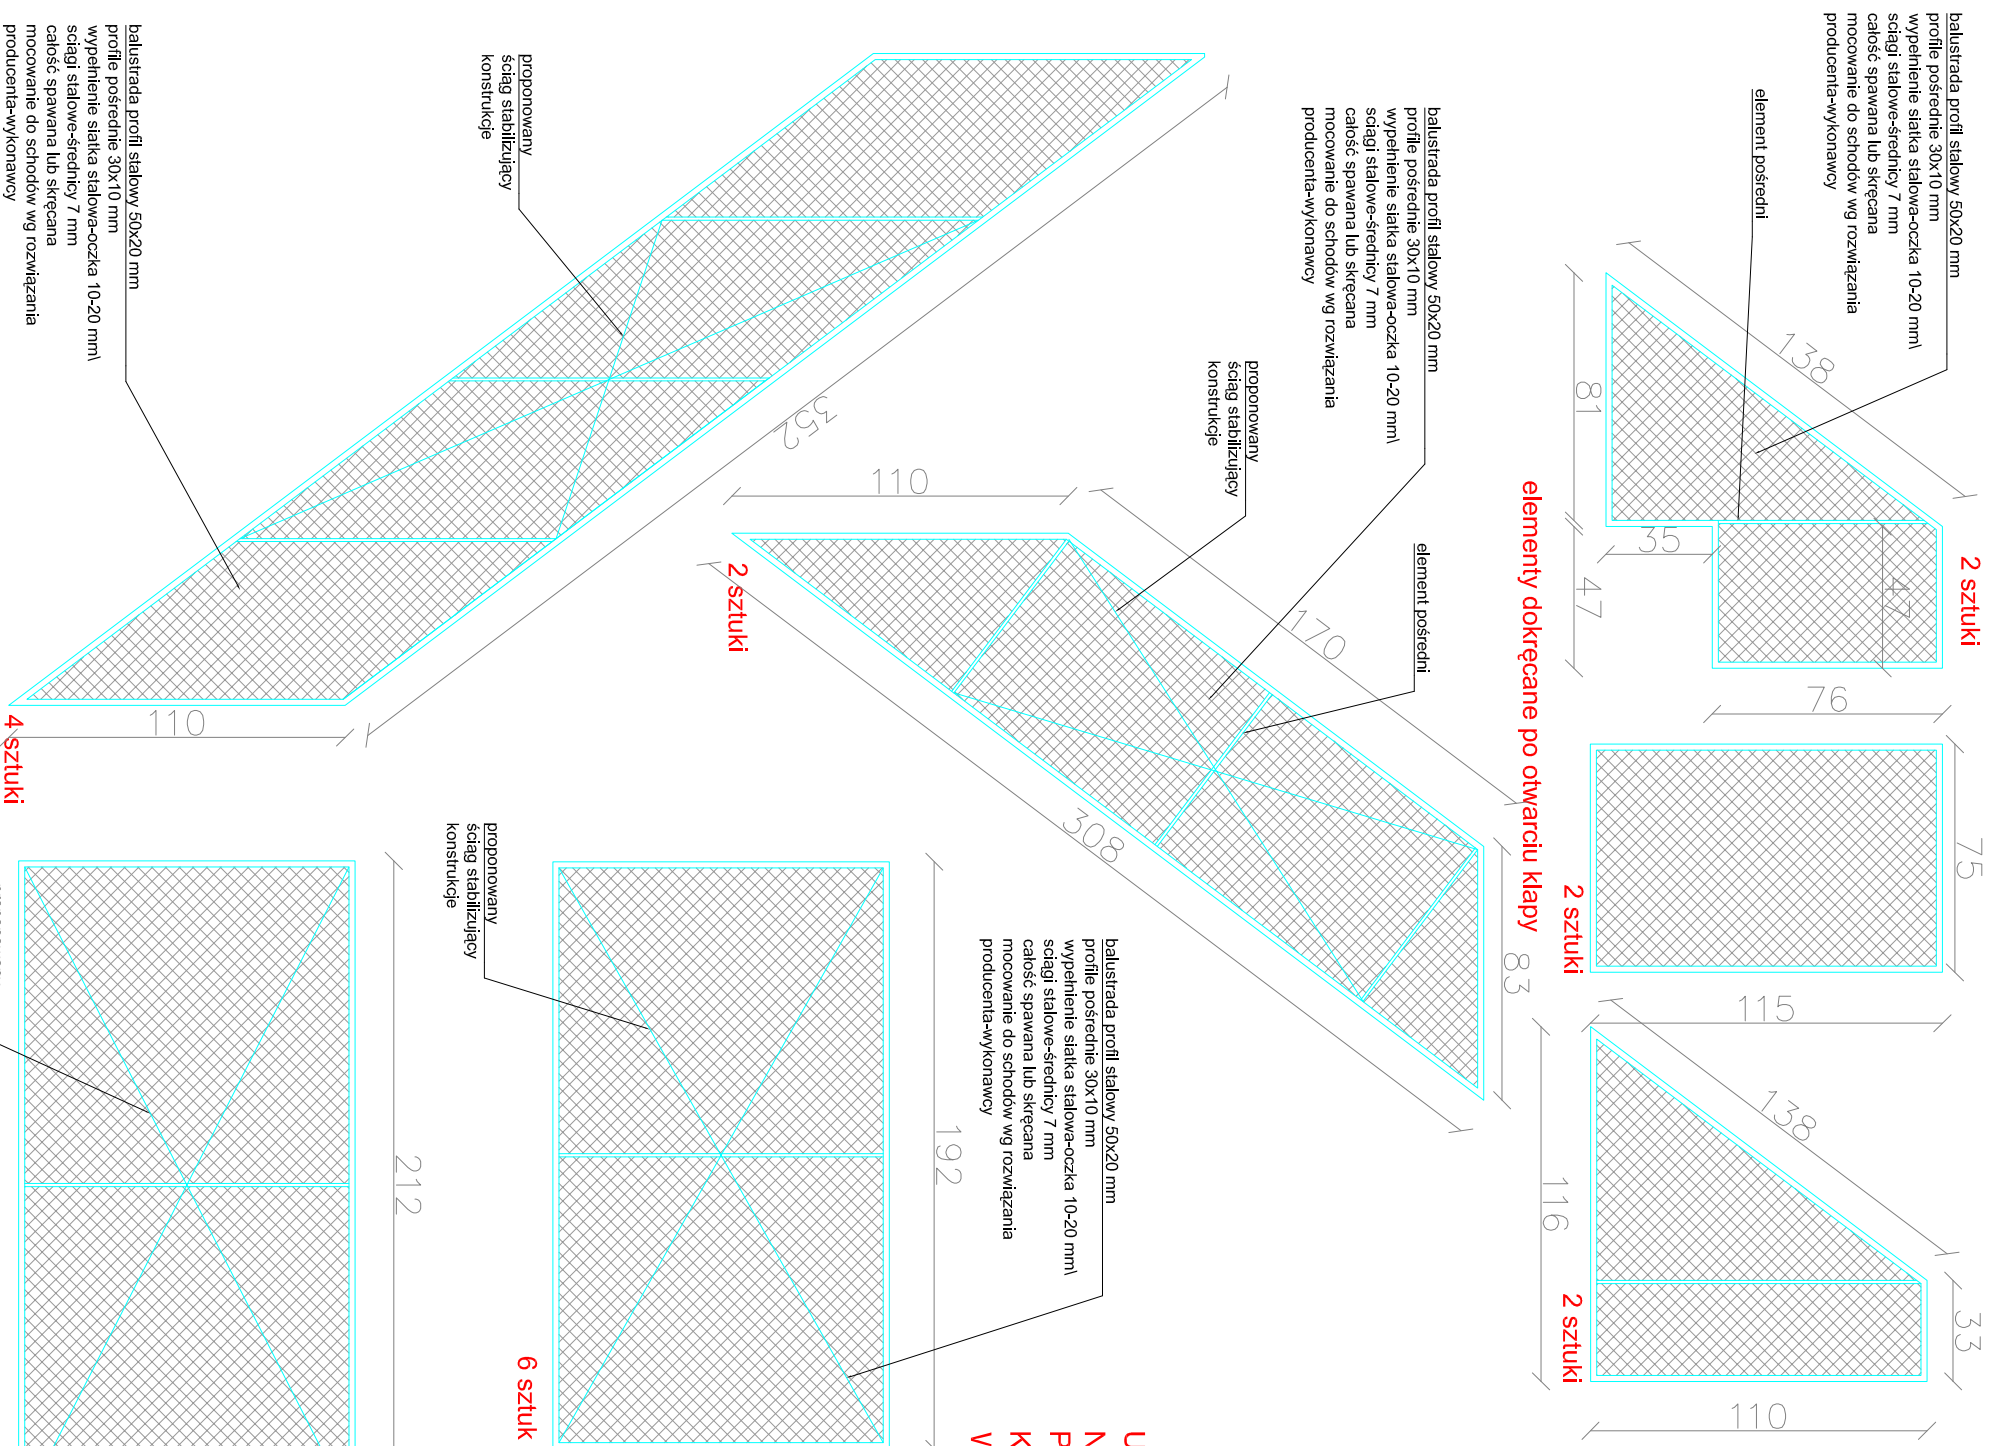 balustrada profil stalowy 50x20 mm
profile pośrednie 30x10 mm
wypełnienie siatka stalowa-oczka 10-20 mm\
sciągi stalowe-średnicy 7 mm
całość spawana lub skręcana
mocowanie do schodów wg rozwiązania
producenta-wykonawcy
element pośredni
138
81
35
47
47
76
2 sztuki
75
115
2 sztuki
138
116
33
110
2 sztuki
elementy dokręcane po otwarciu klapy
balustrada profil stalowy 50x20 mm
profile pośrednie 30x10 mm
wypełnienie siatka stalowa-oczka 10-20 mm\
sciągi stalowe-średnicy 7 mm
całość spawana lub skręcana
mocowanie do schodów wg rozwiązania
producenta-wykonawcy
proponowany
ściąg stabilizujący
konstrukcje
element pośredni
110
170
308
83
2 sztuki
proponowany
ściąg stabilizujący
konstrukcje
352
110
4 sztuki
balustrada profil stalowy 50x20 mm
profile pośrednie 30x10 mm
wypełnienie siatka stalowa-oczka 10-20 mm\
sciągi stalowe-średnicy 7 mm
całość spawana lub skręcana
mocowanie do schodów wg rozwiązania
producenta-wykonawcy
balustrada profil stalowy 50x20 mm
profile pośrednie 30x10 mm
wypełnienie siatka stalowa-oczka 10-20 mm\
sciągi stalowe-średnicy 7 mm
całość spawana lub skręcana
mocowanie do schodów wg rozwiązania
producenta-wykonawcy
proponowany
ściąg stabilizujący
konstrukcje
192
6 sztuk
212
U
N
P
K